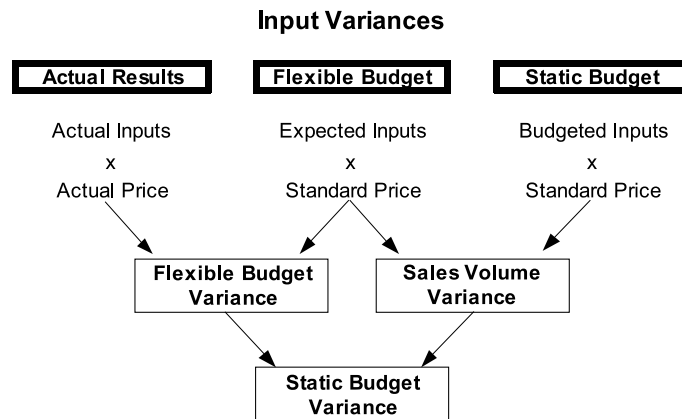 Input Variances
Actual Results
Flexible Budget
Static Budget
Actual Inputs
x
Actual Price
Expected Inputs
x
Standard Price
Budgeted Inputs
x
Standard Price
Flexible Budget
Variance
Sales Volume
Variance
Static Budget
Variance